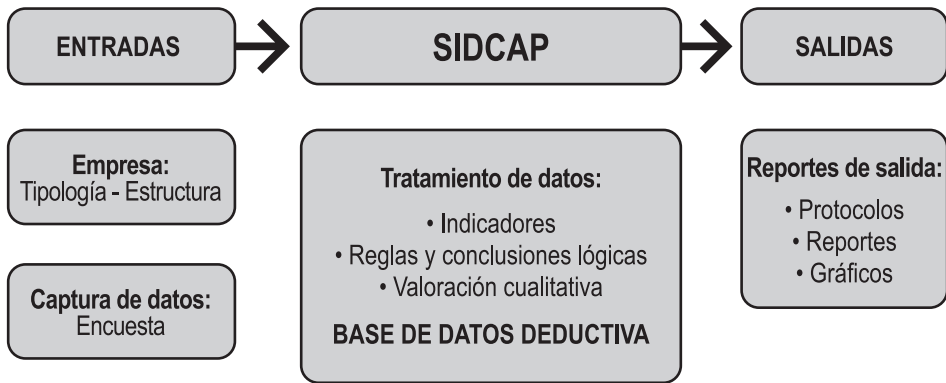 ENTRADAS
SIDCAP
SALIDAS
Empresa:
Tipología - Estructura
Captura de datos:
Encuesta
Tratamiento de datos:
• Indicadores
• Reglas y conclusiones lógicas
• Valoración cualitativa
BASE DE DATOS DEDUCTIVA
Reportes de salida:
• Protocolos
• Reportes
• Gráficos